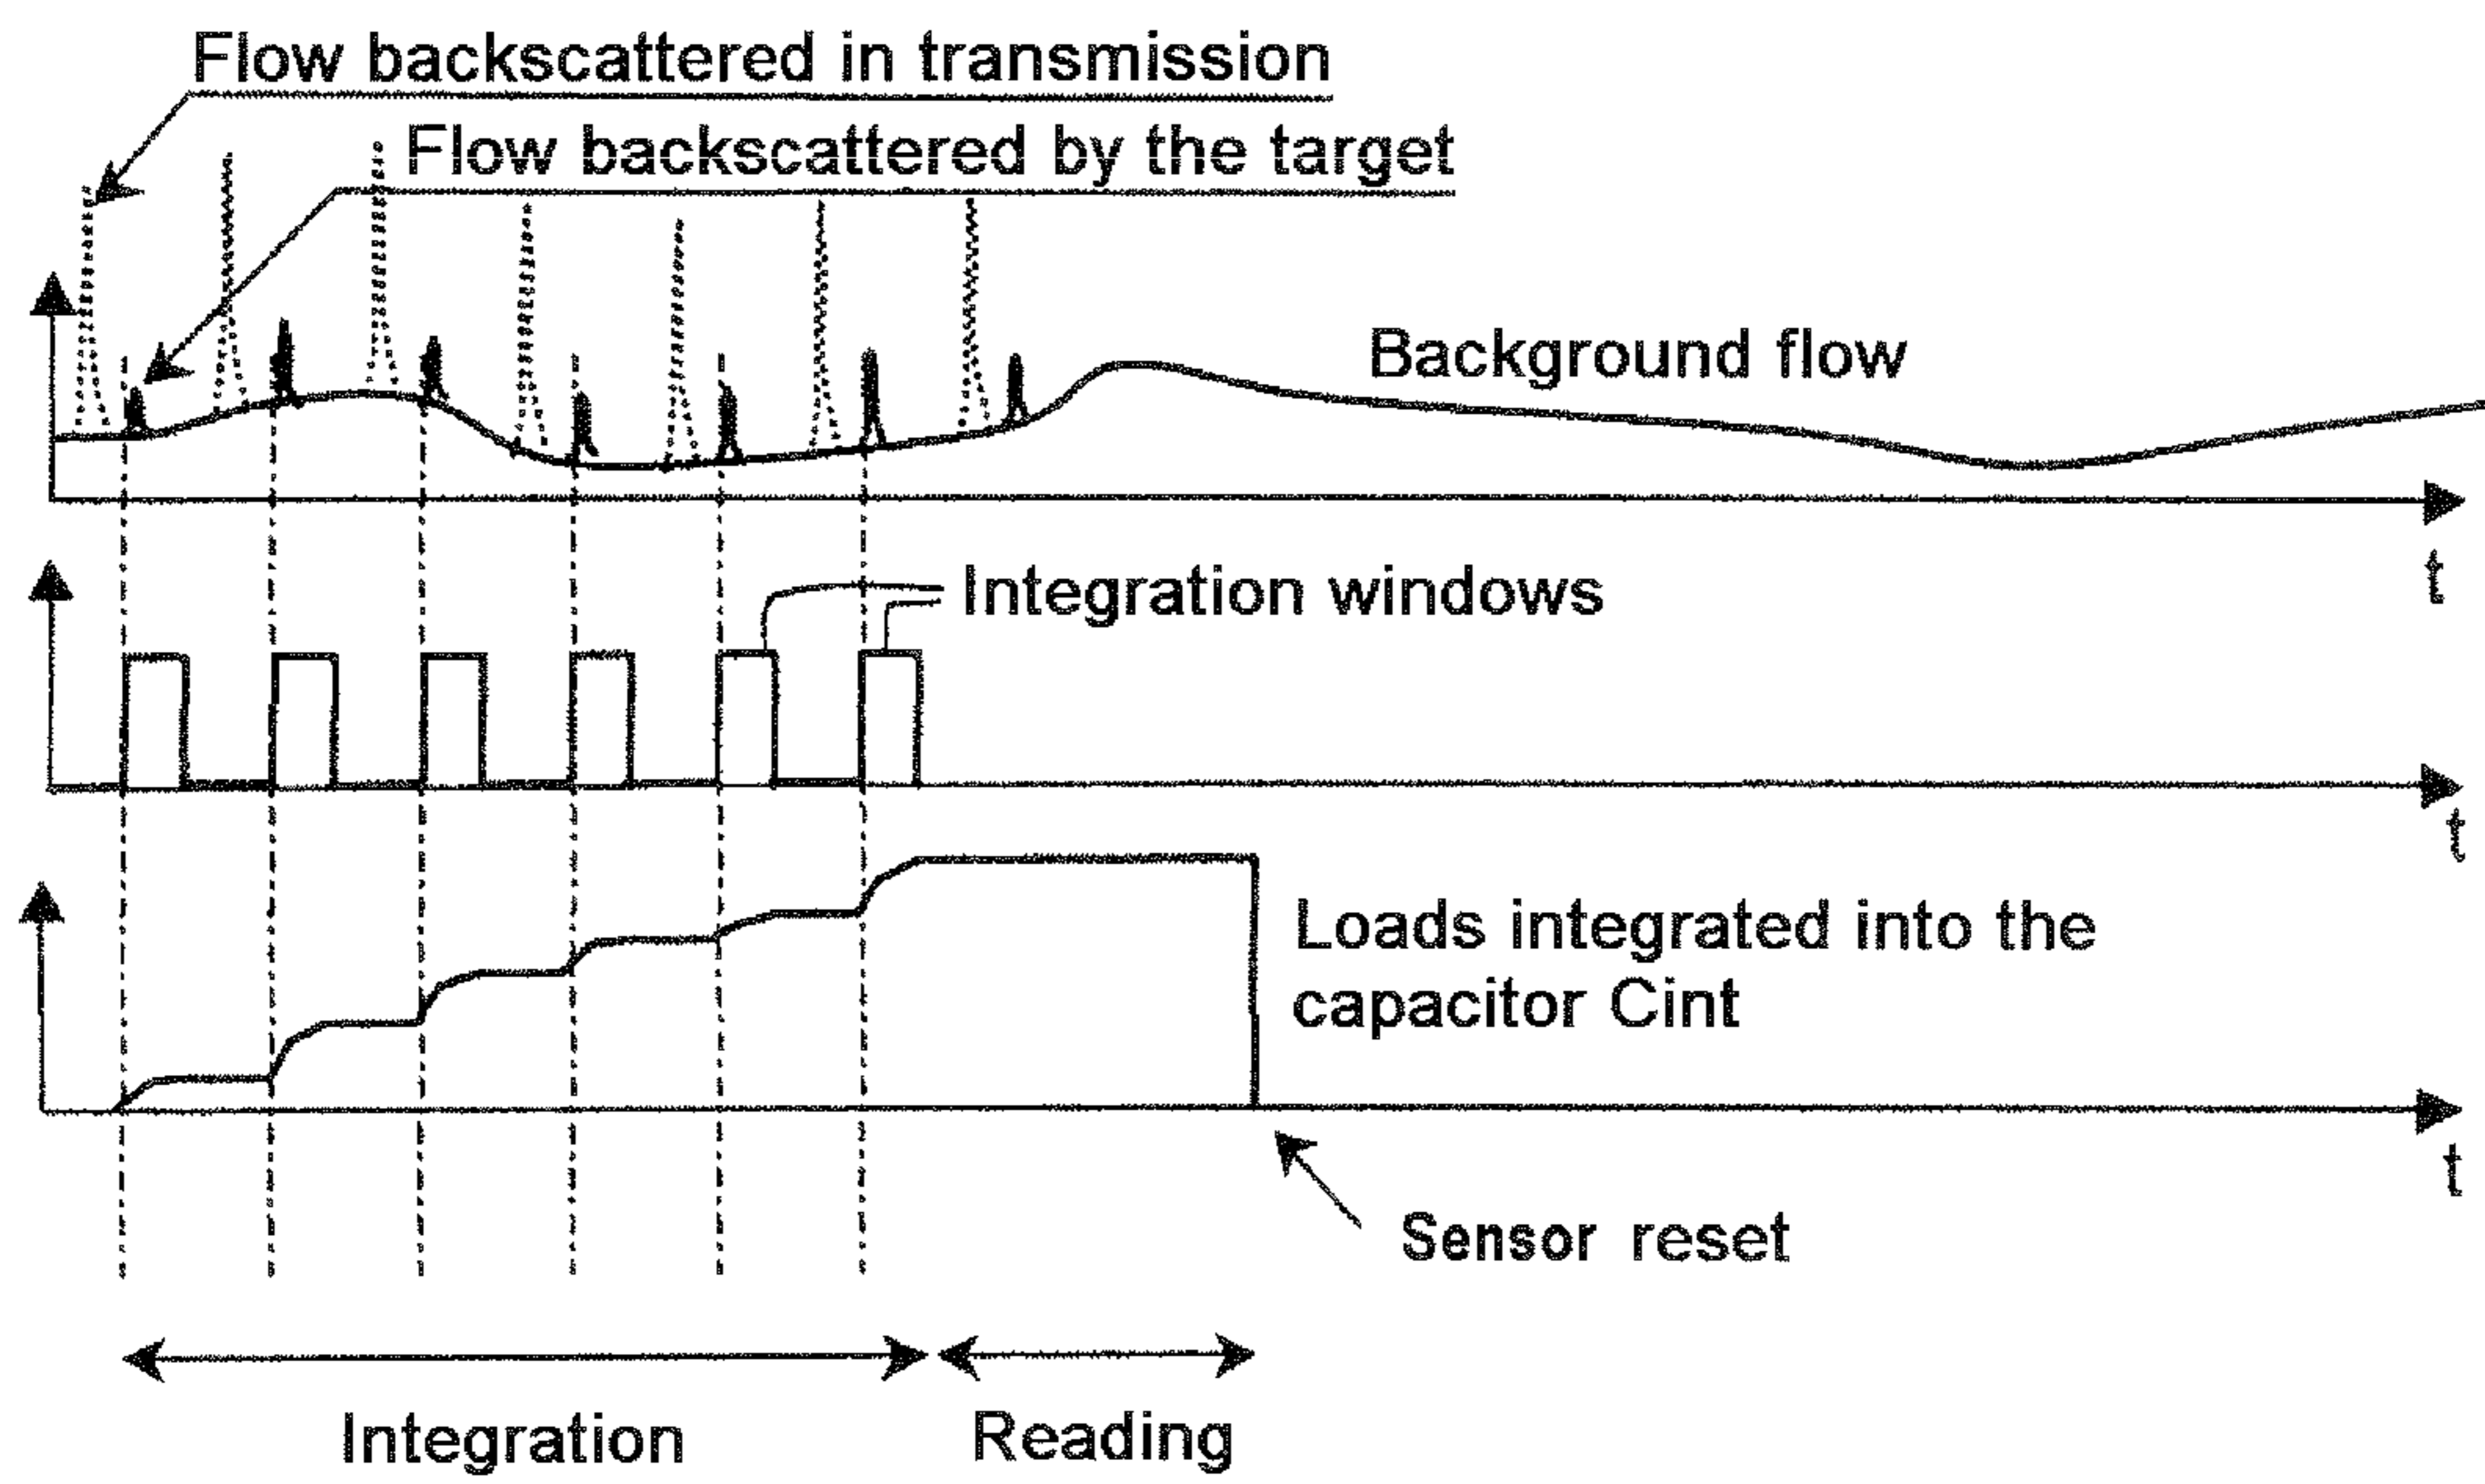 Flow backscattered in transmission
Flow backscattered by the target
Background flow
t
Integration windows
t
Loads integrated into the
capacitor Cint
t
Sensor reset
Integration
Reading